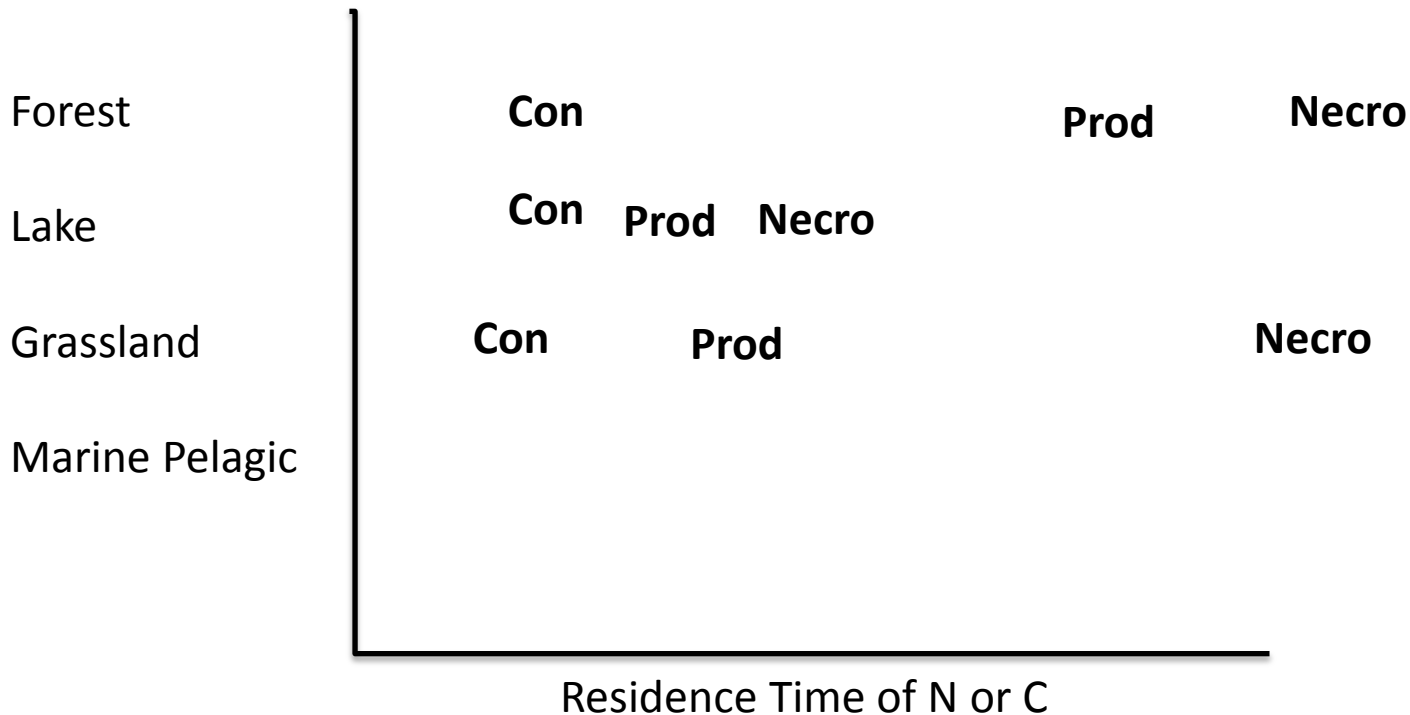 Forest Con Prod Necro
Lake Con Prod Necro
Grassland Con Prod Necro
Marine Pelagic
Residence Time of N or C